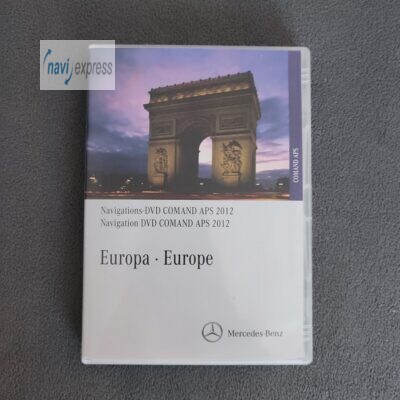 navi express
COMAND APS
Navigations-DVD COMAND APS 2012
Navigation DVD COMAND APS 2012
Europa · Europe
Mercedes-Benz